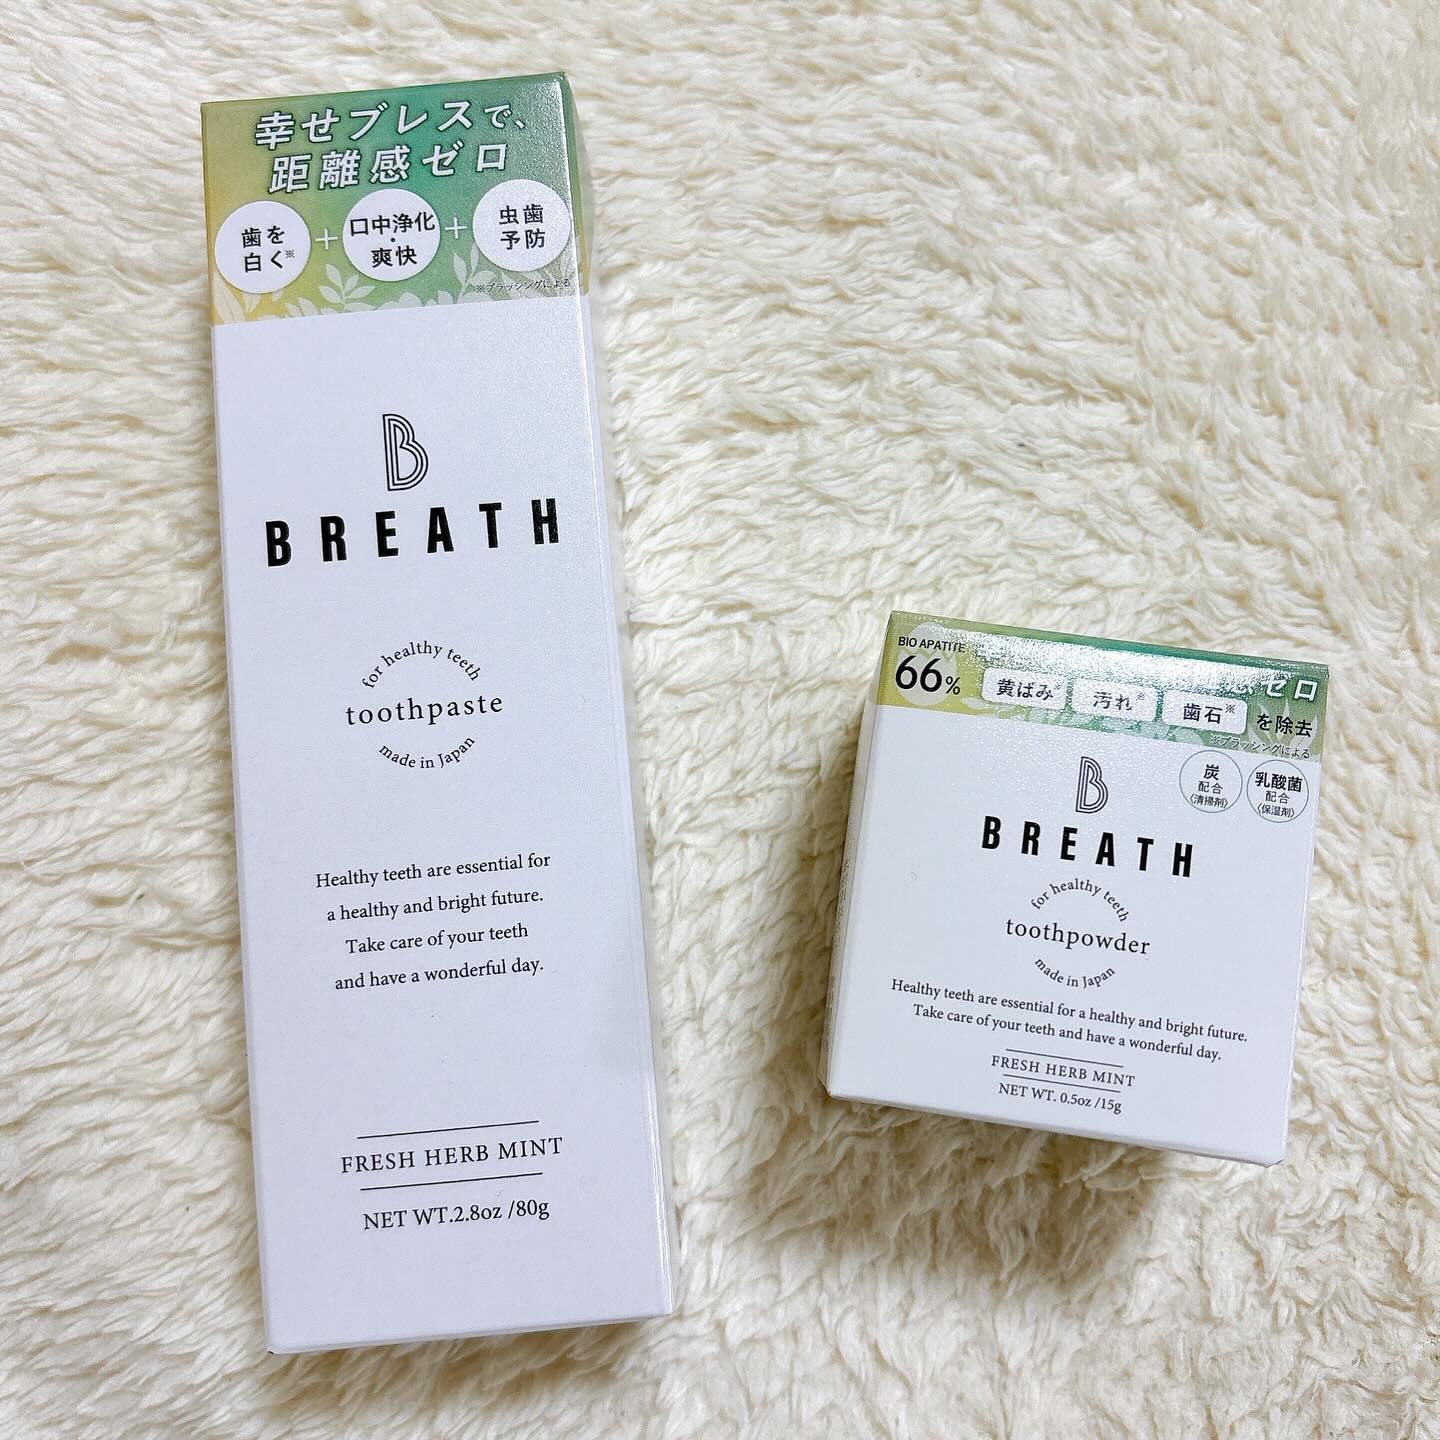 幸せブレスで、
距離感ゼロ
歯を
白く※
+
口中浄化
・
爽快
+
虫歯
予防
※ブラッシングによる
B
BREATH
for healthy teeth
toothpaste
made in Japan
Healthy teeth are essential for
a healthy and bright future.
Take care of your teeth
and have a wonderful day.
FRESH HERB MINT
NET WT.2.8oz /80g
BIO APATITE
66%
ゼロ
黄ばみ※
汚れ※
歯石※
を除去
※ブラッシングによる
炭
配合
〈清掃剤〉
乳酸菌
配合
〈保湿剤〉
B
BREATH
for healthy teeth
toothpowder
made in Japan
Healthy teeth are essential for a healthy and bright future.
Take care of your teeth and have a wonderful day.
FRESH HERB MINT
NET WT. 0.5oz /15g